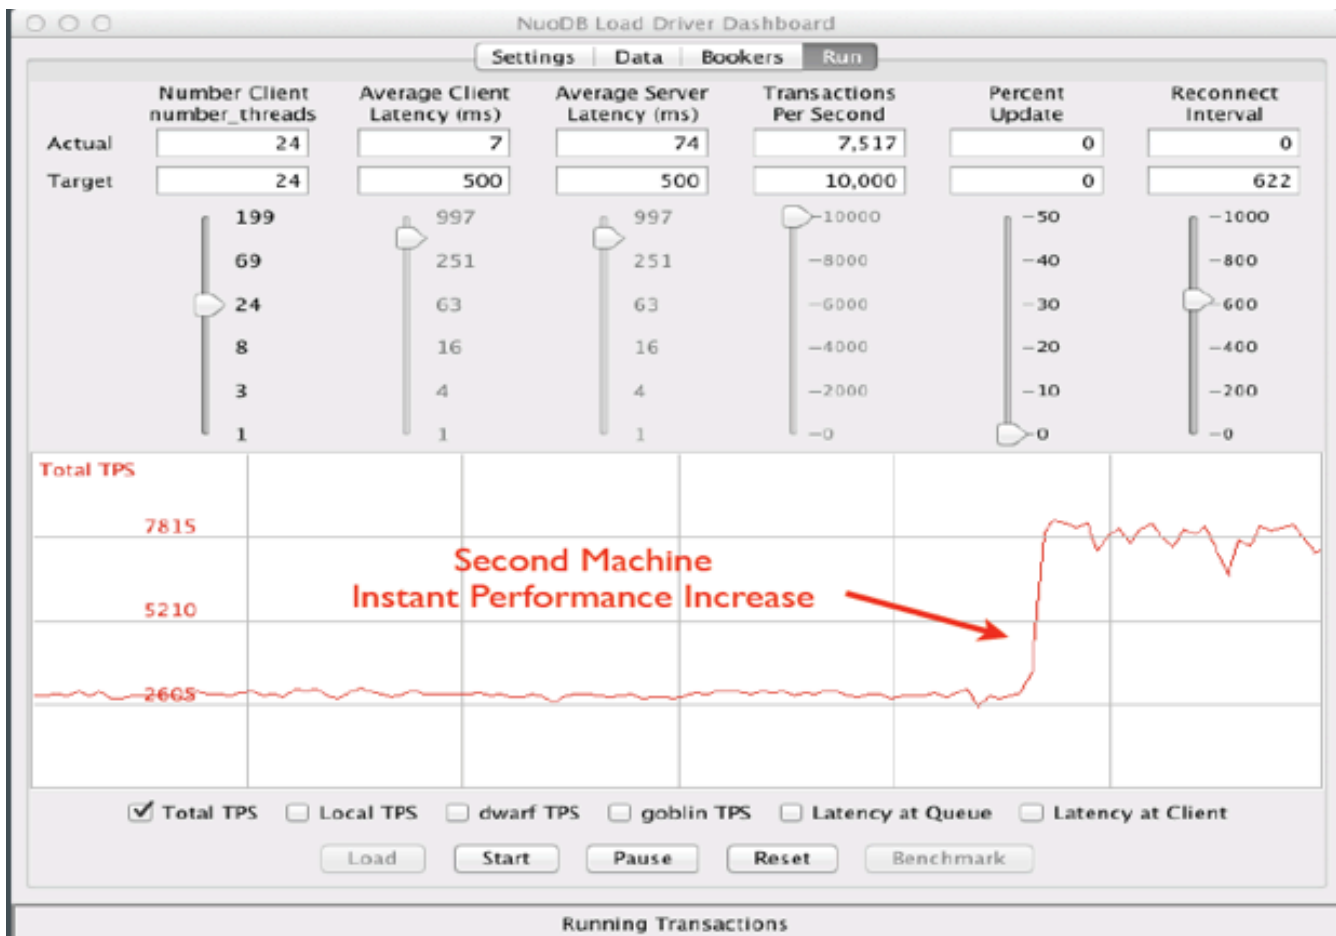 NuoDB Load Driver Dashboard
Settings Data Bookers Run
Number Client Average Client Average Server Transactions Percent Reconnect
number_threads Latency (ms) Latency (ms) Per Second Update Interval
Actual 24 7 74 7,517 0 0
Target 24 500 500 10,000 0 622
199 997 997 -10000 -50 -1000
69 251 251 -8000 -40 -800
24 63 63 -6000 -30 -600
8 16 16 -4000 -20 -400
3 4 4 -2000 -10 -200
1 1 1 -0 -0 -0
Total TPS
7815
Second Machine
Instant Performance Increase
5210
2605
Total TPS Local TPS dwarf TPS goblin TPS Latency at Queue Latency at Client
Load Start Pause Reset Benchmark
Running Transactions